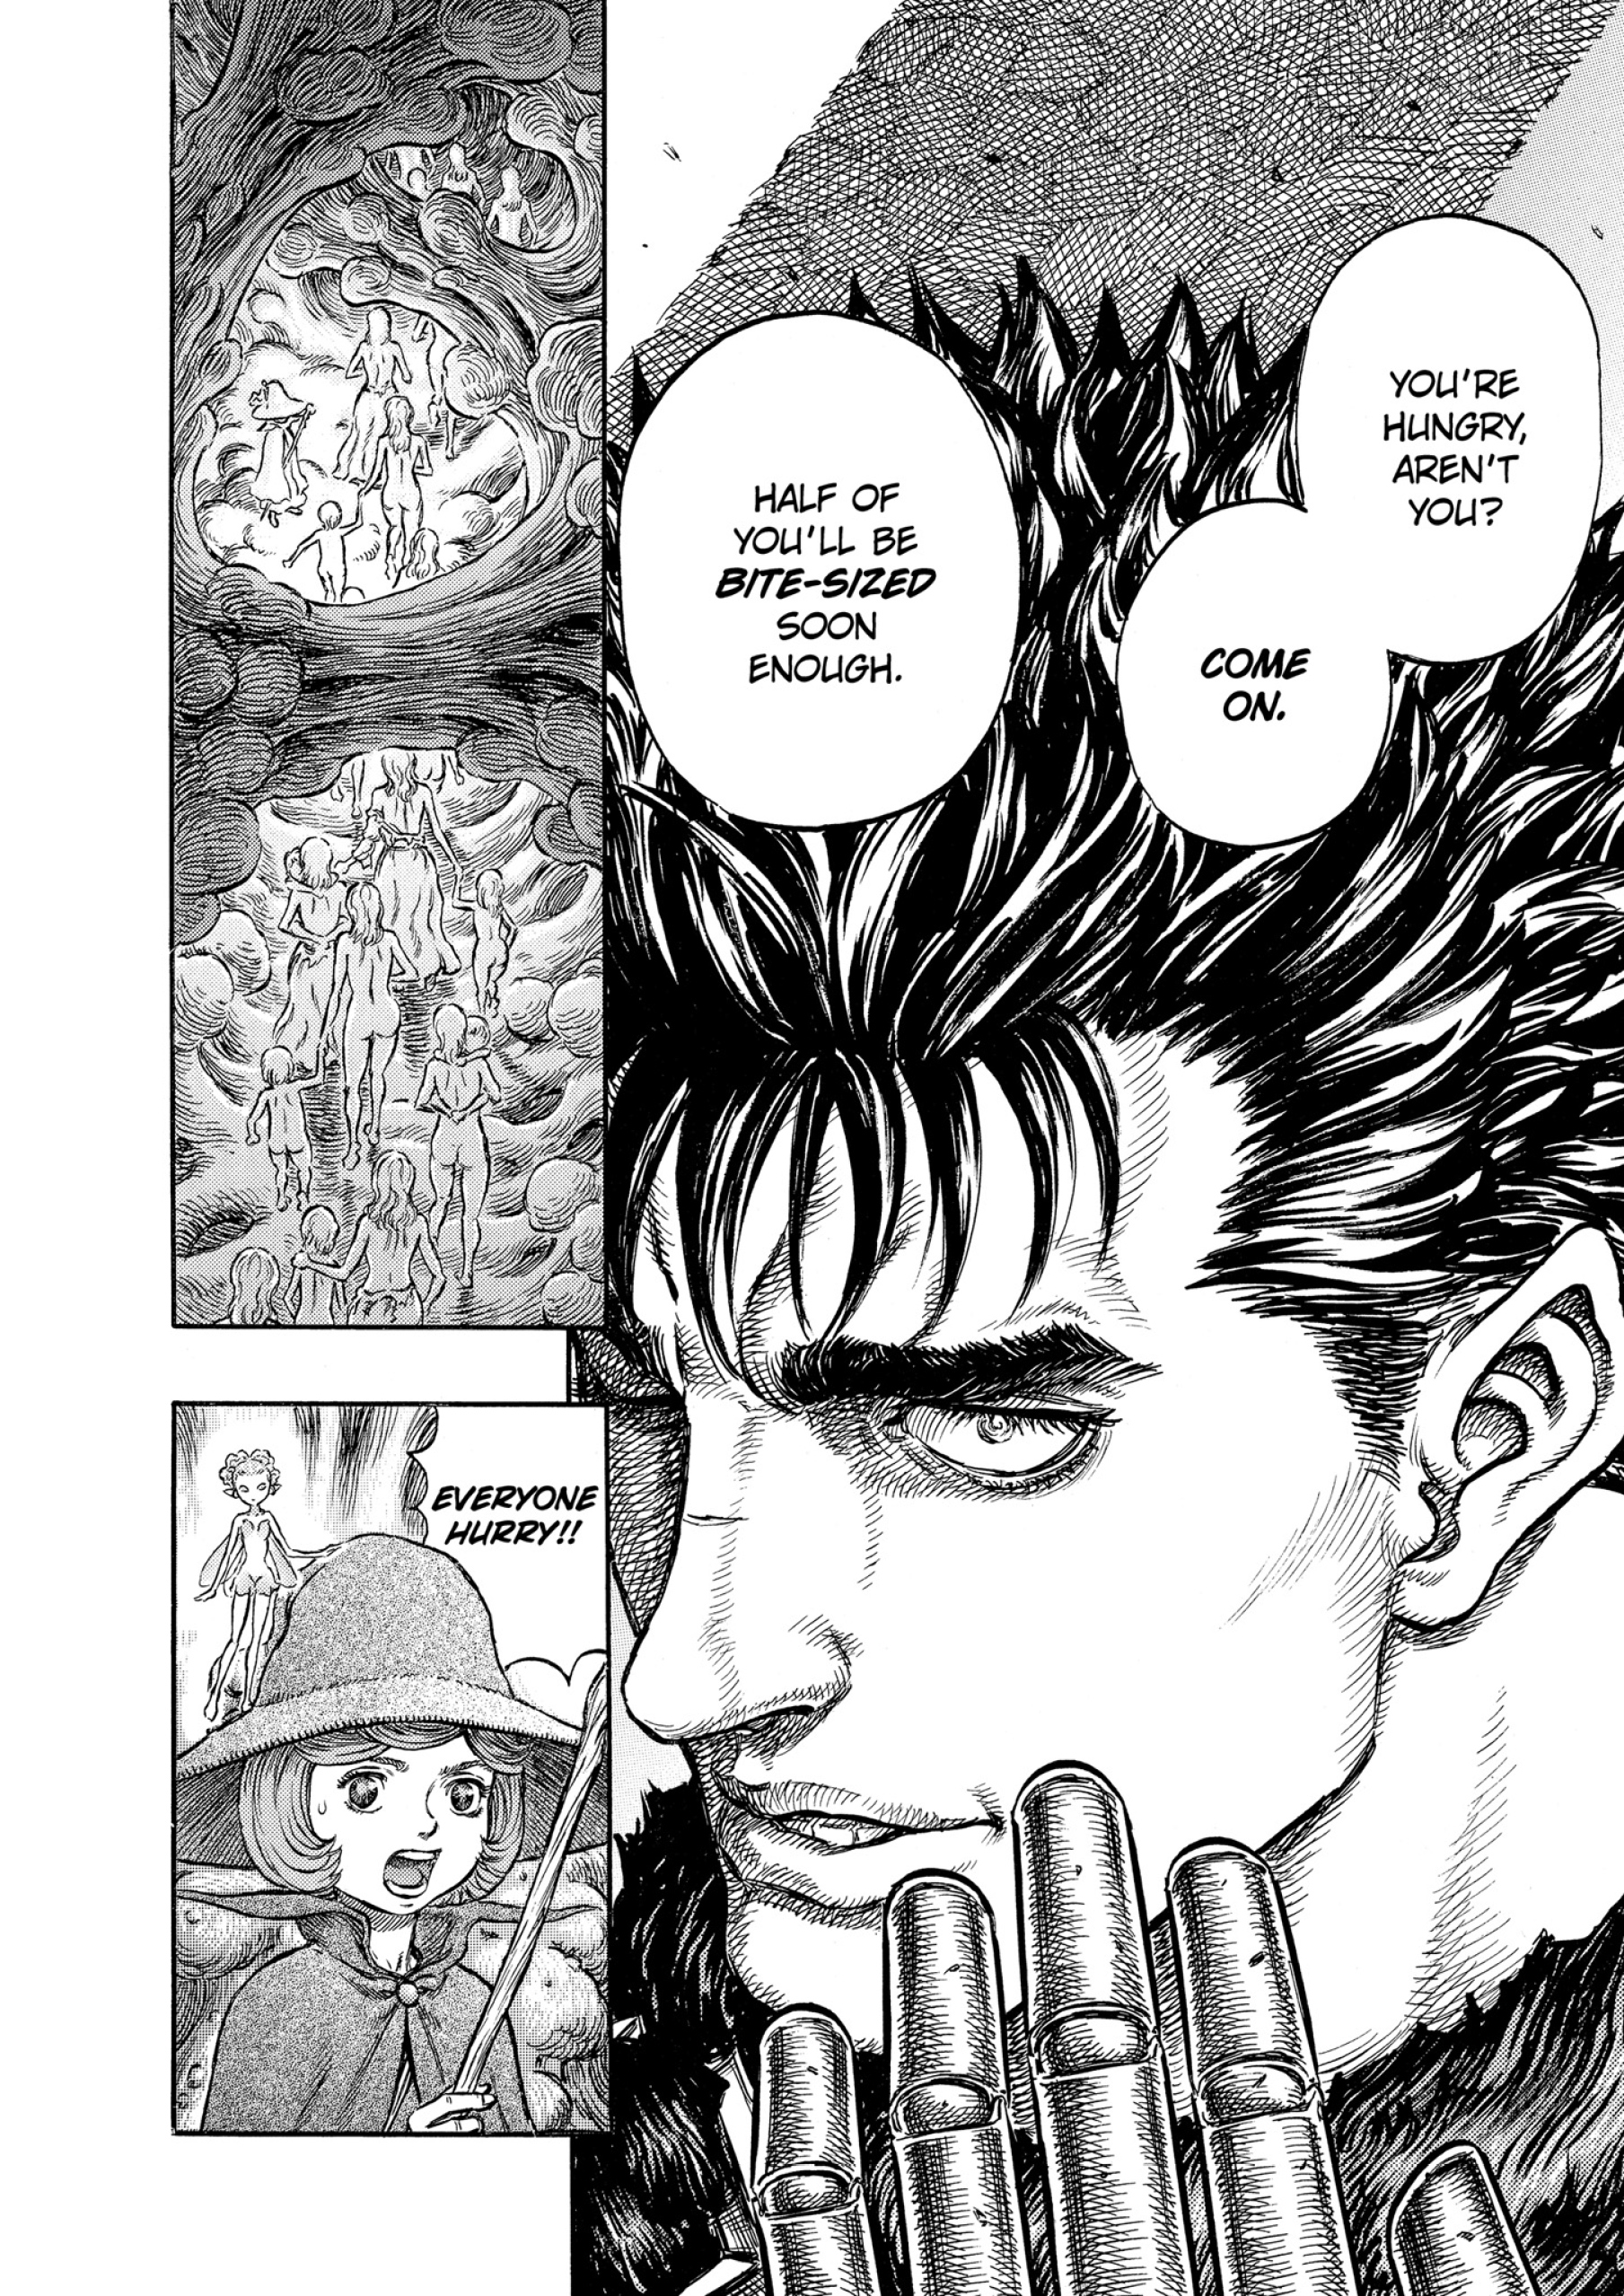 YOU'RE
HUNGRY,
AREN'T
YOU?
COME
ON.
HALF OF
YOU'LL BE
BITE-SIZED
SOON
ENOUGH.
EVERYONE
HURRY!!